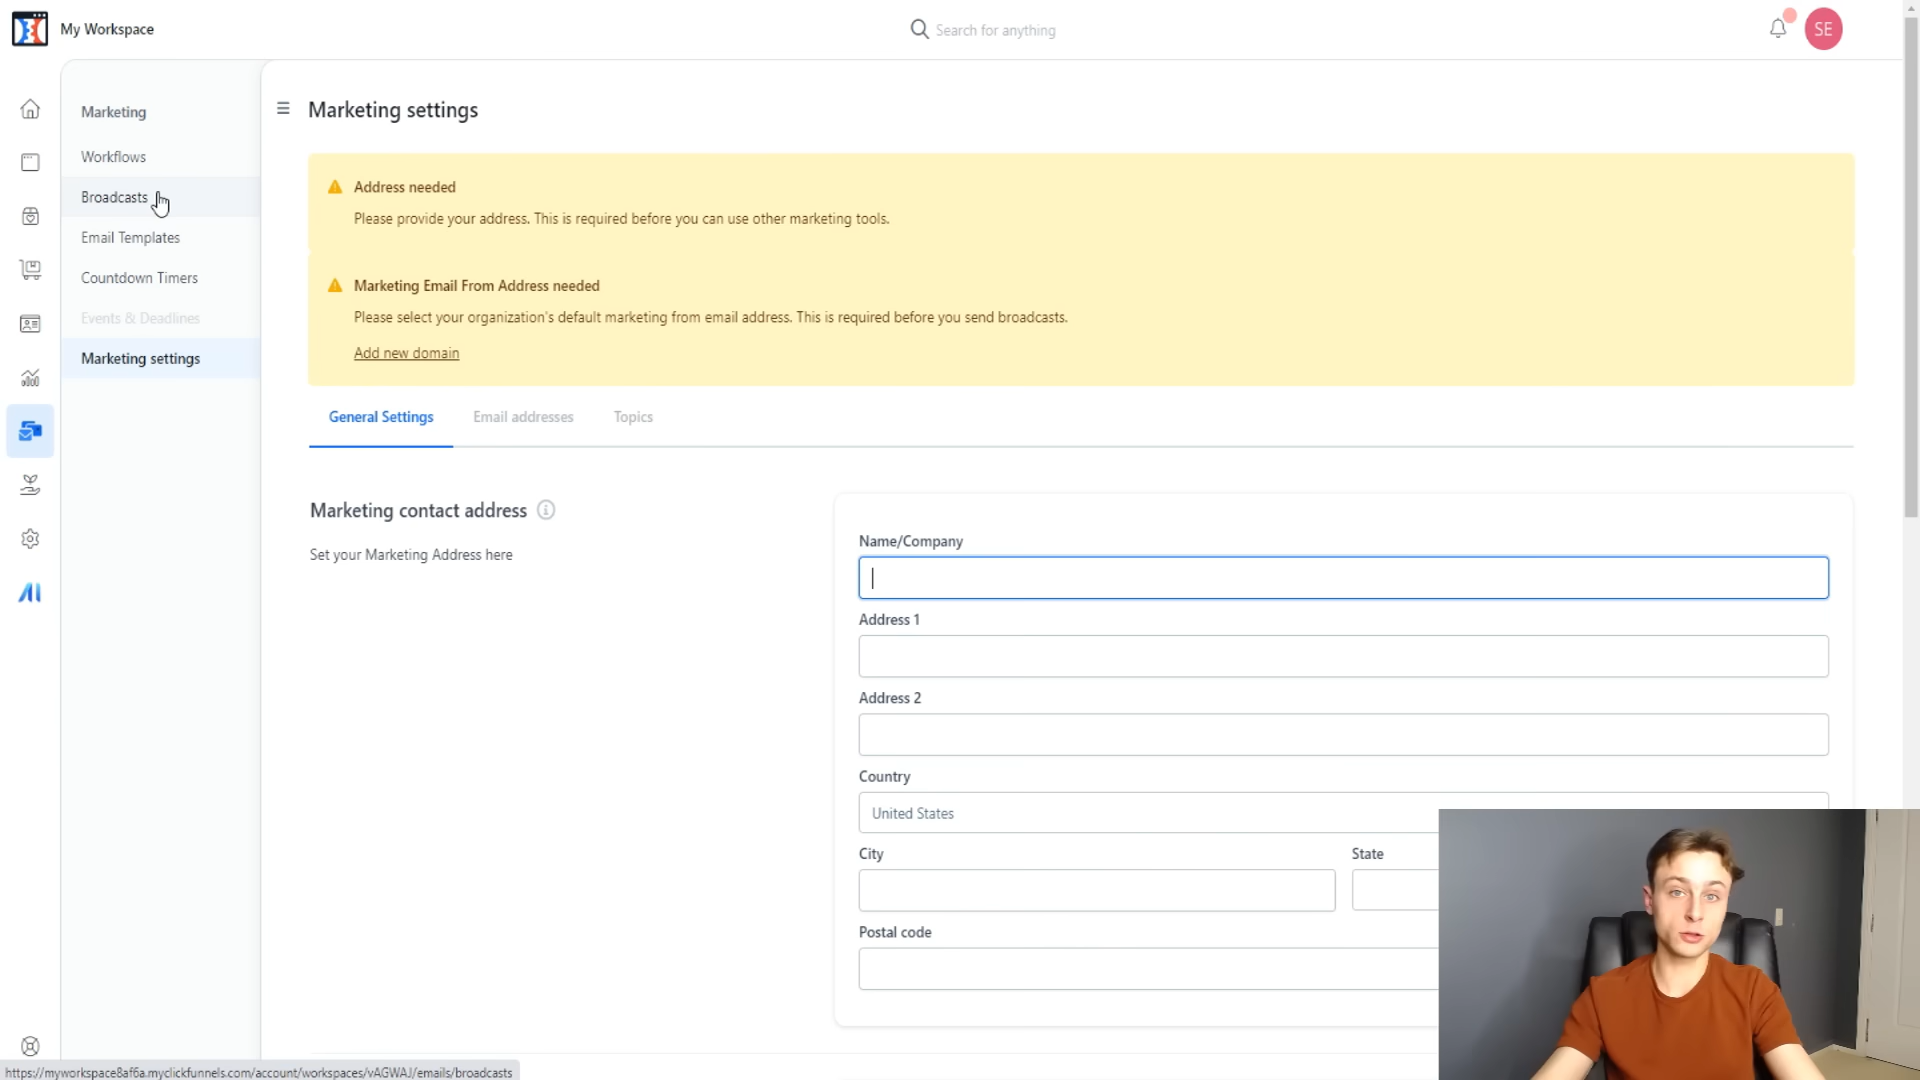 My Workspace
Search for anything
SE
Marketing
Workflows
Broadcasts
Email Templates
Countdown Timers
Events & Deadlines
Marketing settings
AI
Marketing settings
Address needed
Please provide your address. This is required before you can use other marketing tools.
Marketing Email From Address needed
Please select your organization's default marketing from email address. This is required before you send broadcasts.
Add new domain
General Settings
Email addresses
Topics
Marketing contact address
Set your Marketing Address here
Name/Company
Address 1
Address 2
Country
United States
City
State
Postal code
https://myworkspace8af6a.myclickfunnels.com/account/workspaces/vAGWAJ/emails/broadcasts